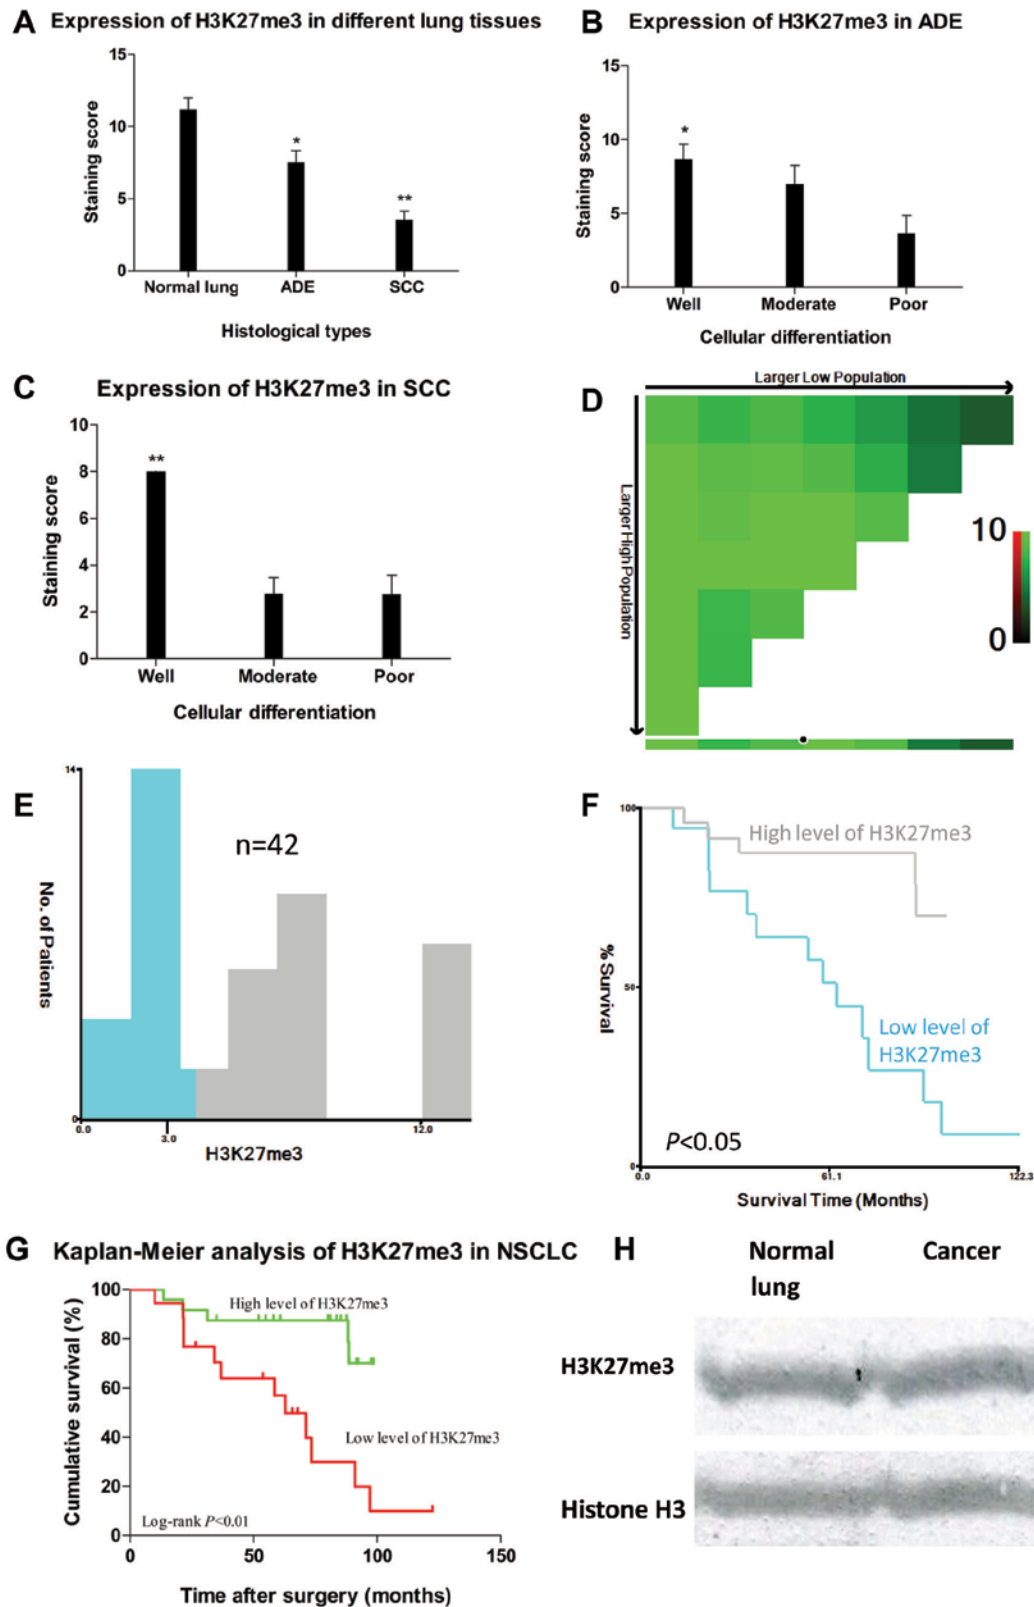 A Expression of H3K27me3 in different lung tissues
15
10
5
0
Staining score
*
**
Normal lung ADE SCC
Histological types
B Expression of H3K27me3 in ADE
15
10
5
0
Staining score
*
Well Moderate Poor
Cellular differentiation
C Expression of H3K27me3 in SCC
10
8
6
4
2
0
Staining score
**
Well Moderate Poor
Cellular differentiation
D
Larger Low Population
Larger High Population
10
0
E
14
0
No. of Patients
n=42
0.0 3.0 12.0
H3K27me3
F
100
50
0
% Survival
High level of H3K27me3
Low level of
H3K27me3
P<0.05
0.0 61.1 122.3
Survival Time (Months)
G Kaplan-Meier analysis of H3K27me3 in NSCLC
100
80
60
40
20
0
Cumulative survival (%)
High level of H3K27me3
Low level of H3K27me3
Log-rank P<0.01
0 50 100 150
Time after surgery (months)
H
Normal Cancer
lung
H3K27me3
Histone H3